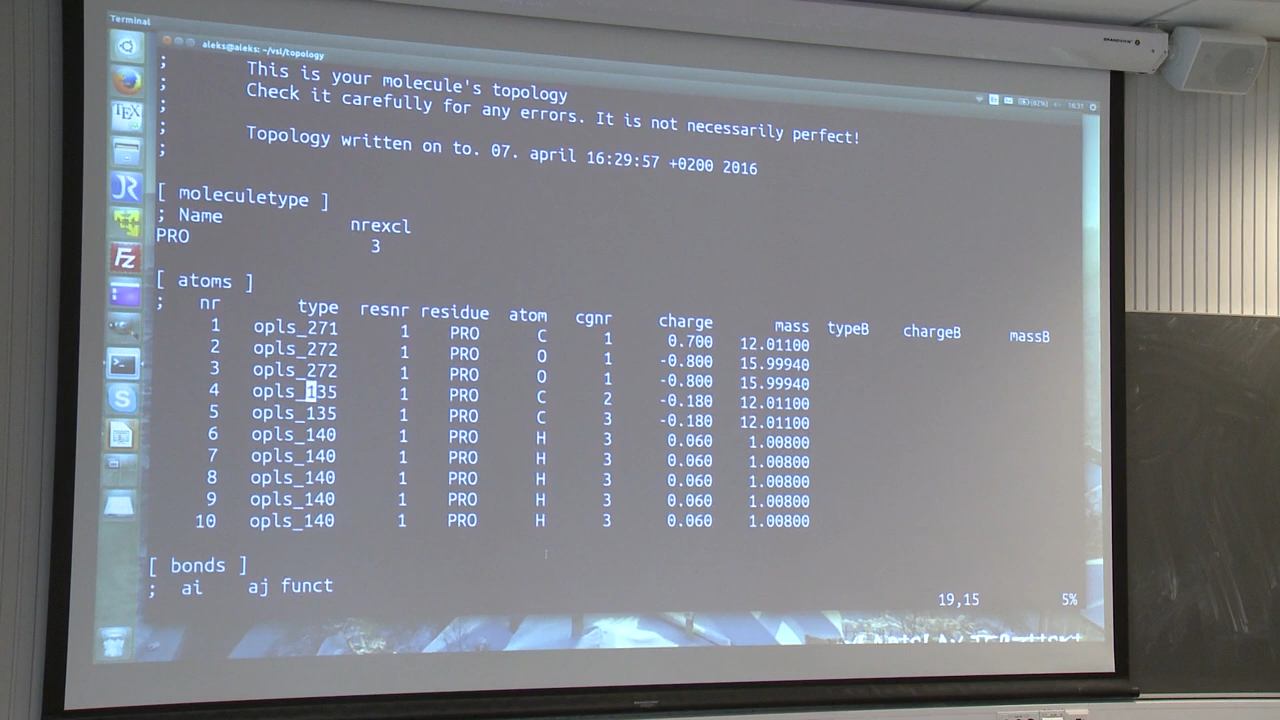 Terminal
aleks@aleks: ~/vsl/topology
BRANDVIEW
; This is your molecule's topology
; Check it carefully for any errors. It is not necessarily perfect!
;
; Topology written on to. 07. april 16:29:57 +0200 2016
;
[ moleculetype ]
; Name nrexcl
PRO 3
[ atoms ]
; nr type resnr residue atom cgnr charge mass typeB chargeB massB
1 opls_271 1 PRO C 1 0.700 12.01100
2 opls_272 1 PRO O 1 -0.800 15.99940
3 opls_272 1 PRO O 1 -0.800 15.99940
4 opls_135 1 PRO C 2 -0.180 12.01100
5 opls_135 1 PRO C 3 -0.180 12.01100
6 opls_140 1 PRO H 3 0.060 1.00800
7 opls_140 1 PRO H 3 0.060 1.00800
8 opls_140 1 PRO H 3 0.060 1.00800
9 opls_140 1 PRO H 3 0.060 1.00800
10 opls_140 1 PRO H 3 0.060 1.00800
[ bonds ]
; ai aj funct
19,15 5%